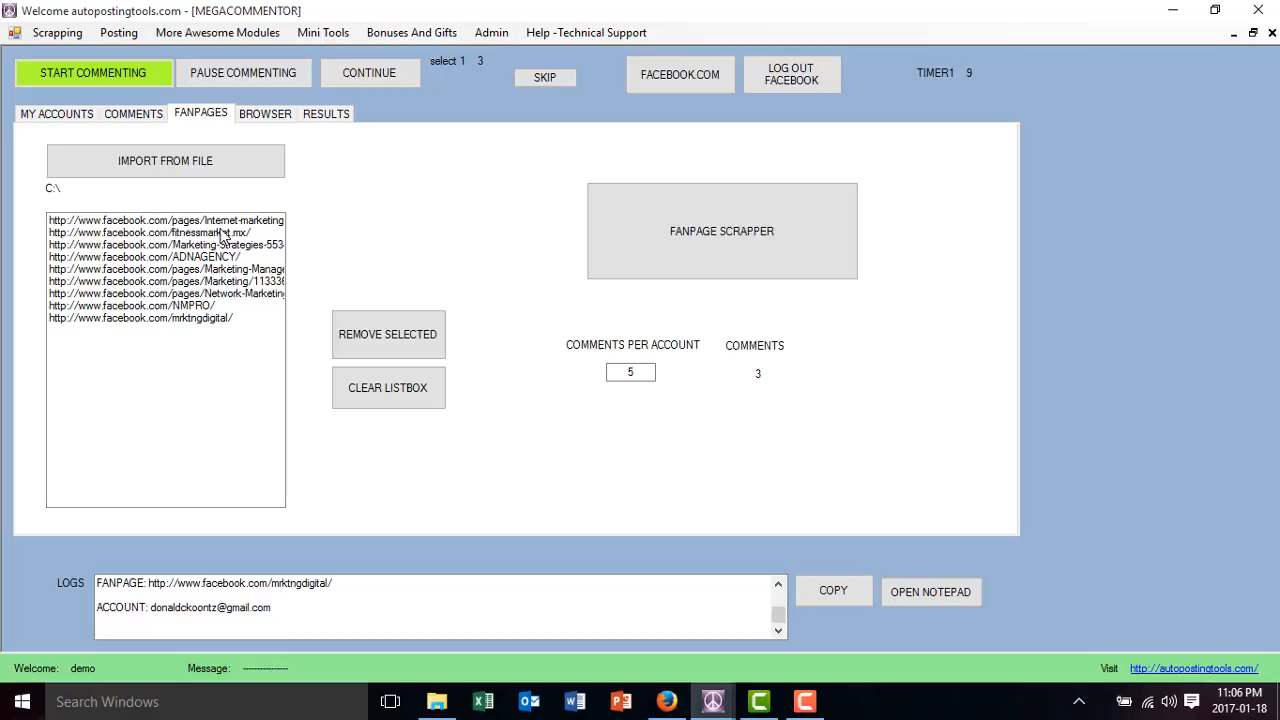 Welcome autopostingtools.com - [MEGACOMMENTOR]
Scrapping Posting More Awesome Modules Mini Tools Bonuses And Gifts Admin Help -Technical Support
START COMMENTING PAUSE COMMENTING CONTINUE select 1 3 SKIP FACEBOOK.COM LOG OUT FACEBOOK TIMER1 9
MY ACCOUNTS COMMENTS FANPAGES BROWSER RESULTS
IMPORT FROM FILE
C:\
http://www.facebook.com/pages/Internet-marketing
http://www.facebook.com/fitnessmarket.mx/
http://www.facebook.com/Marketing-Strategies-553
http://www.facebook.com/ADNAGENCY/
http://www.facebook.com/pages/Marketing-Manage
http://www.facebook.com/pages/Marketing/113336
http://www.facebook.com/pages/Network-Marketing
http://www.facebook.com/NMPRO/
http://www.facebook.com/mrktngdigital/
FANPAGE SCRAPPER
REMOVE SELECTED
CLEAR LISTBOX
COMMENTS PER ACCOUNT COMMENTS
5 3
LOGS
FANPAGE: http://www.facebook.com/mrktngdigital/
ACCOUNT: donaldckoontz@gmail.com
COPY OPEN NOTEPAD
Welcome: demo Message: --------------- Visit http://autopostingtools.com/
Search Windows
11:06 PM
2017-01-18